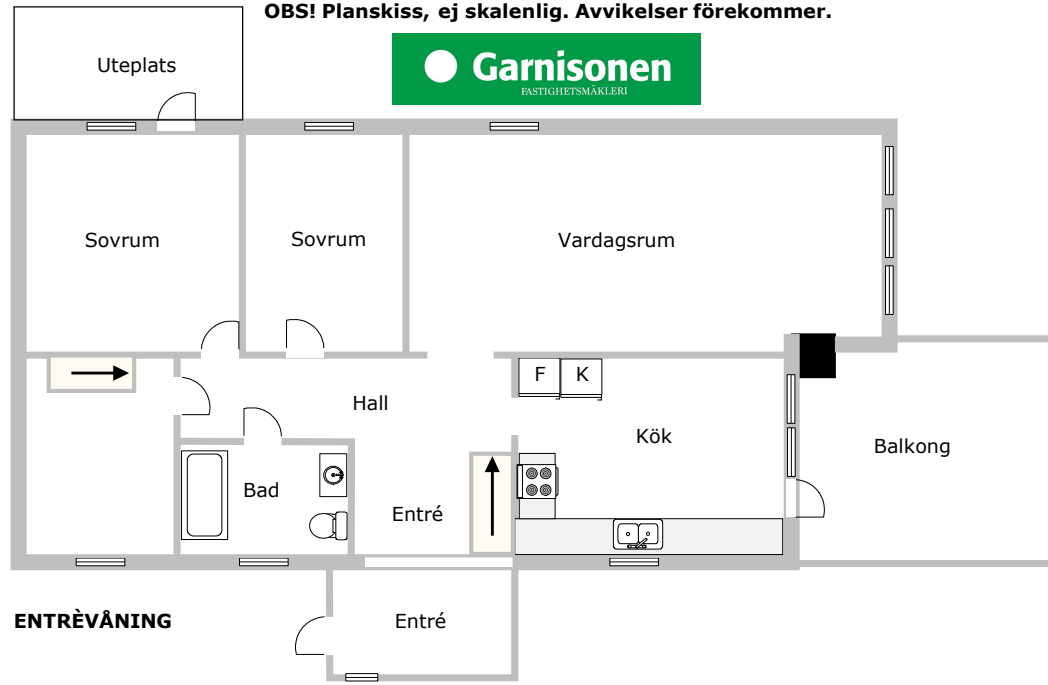 OBS! Planskiss, ej skalenlig. Avvikelser förekommer.
Garnisonen
FASTIGHETSMÄKLERI
Uteplats
Sovrum
Sovrum
Vardagsrum
F
K
Hall
Kök
Balkong
Bad
Entré
ENTRÈVÅNING
Entré